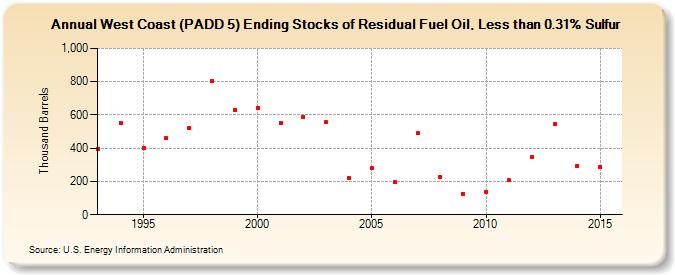 Annual West Coast (PADD 5) Ending Stocks of Residual Fuel Oil, Less than 0.31% Sulfur
Thousand Barrels
1,000
800
600
400
200
0
1995 2000 2005 2010 2015
Source: U.S. Energy Information Administration